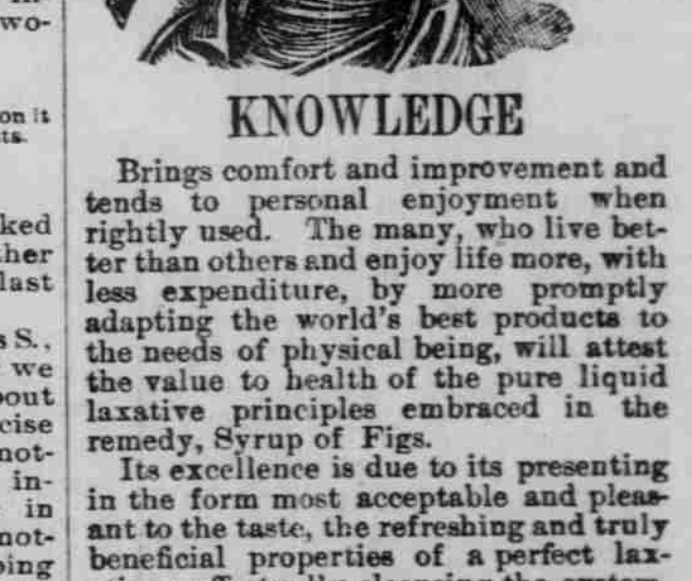 wo-
on it
ts.
ked
last
s S.,
we
cise
not-
in-
in
not-
KNOWLEDGE
Brings comfort and improvement and
tends to personal enjoyment when
rightly used. The many, who live bet-
ter than others and enjoy life more, with
less expenditure, by more promptly
adapting the world's best products to
the needs of physical being, will attest
the value to health of the pure liquid
laxative principles embraced in the
remedy, Syrup of Figs.
Its excellence is due to its presenting
in the form most acceptable and pleas-
ant to the taste, the refreshing and truly
beneficial properties of a perfect lax-